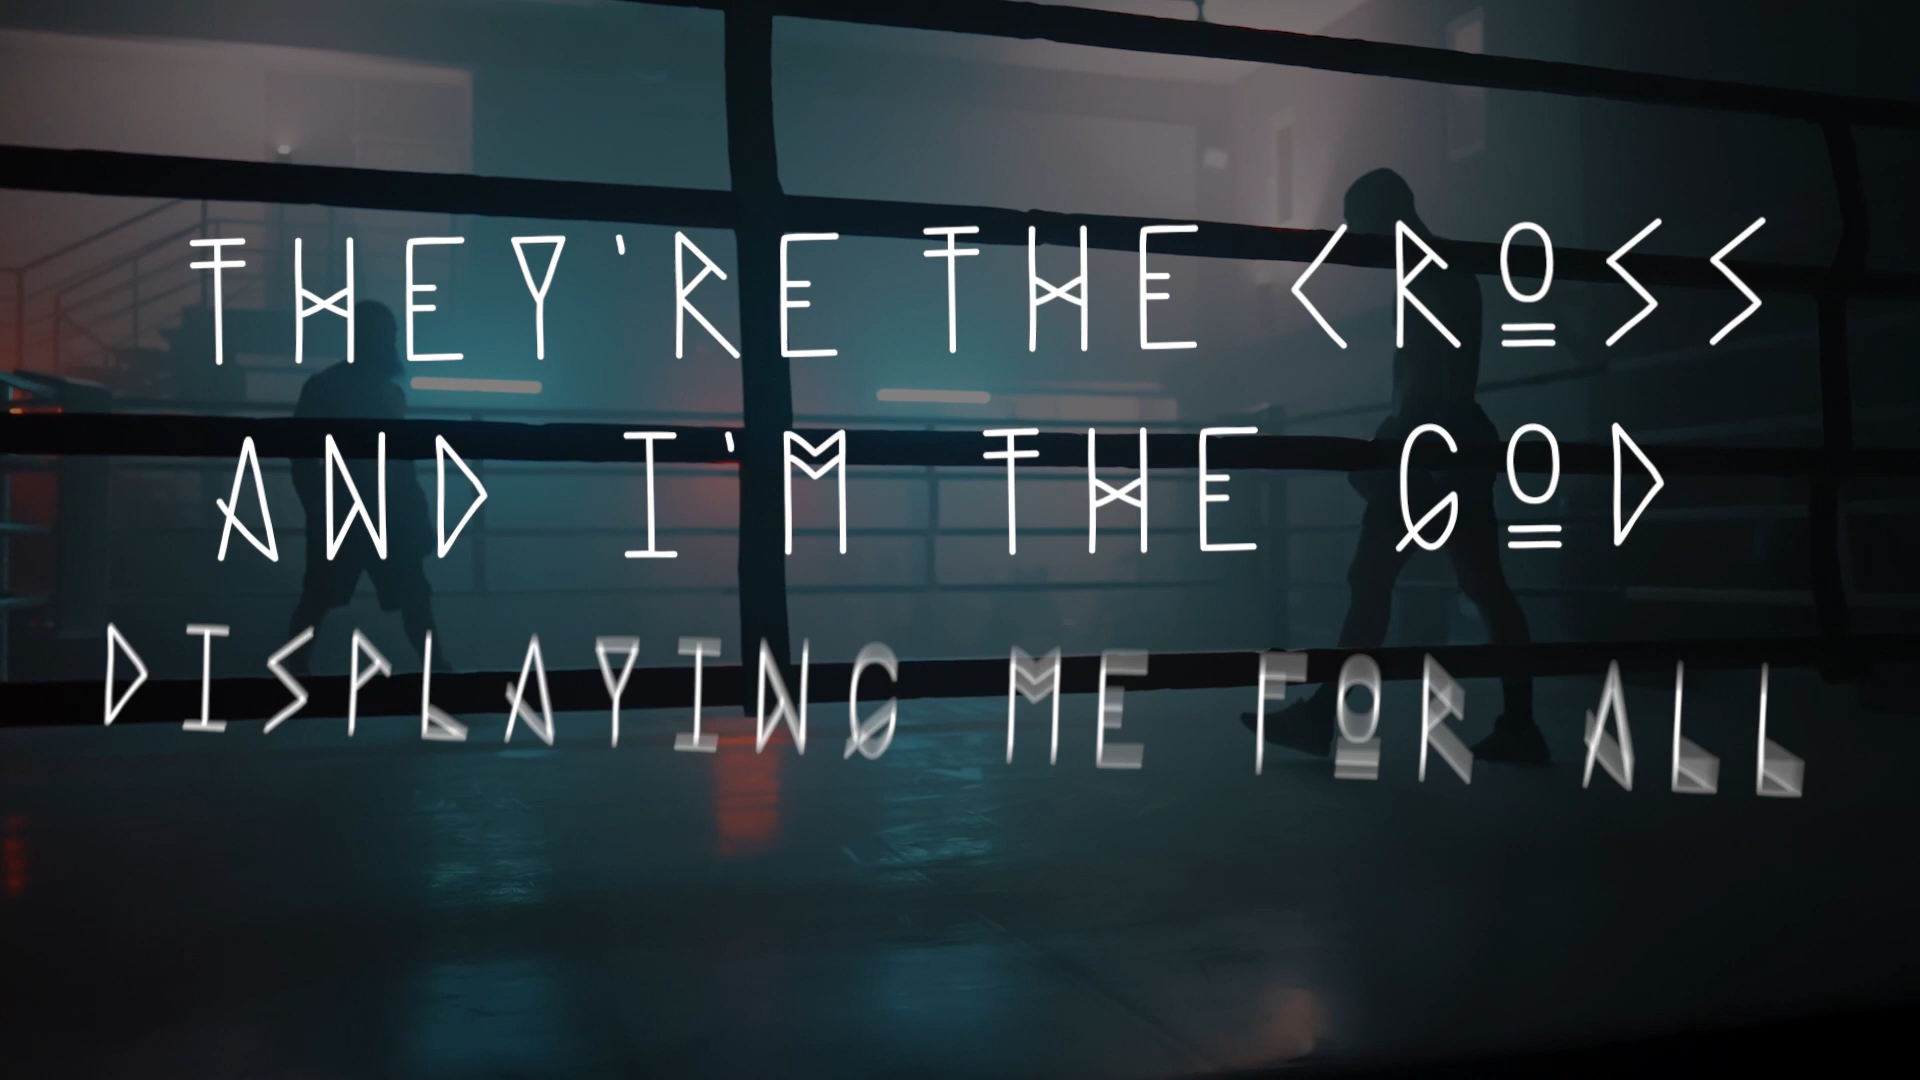 THEY'RE THE CROSS
AND I'M THE GOD
DISPLAYING ME FOR ALL